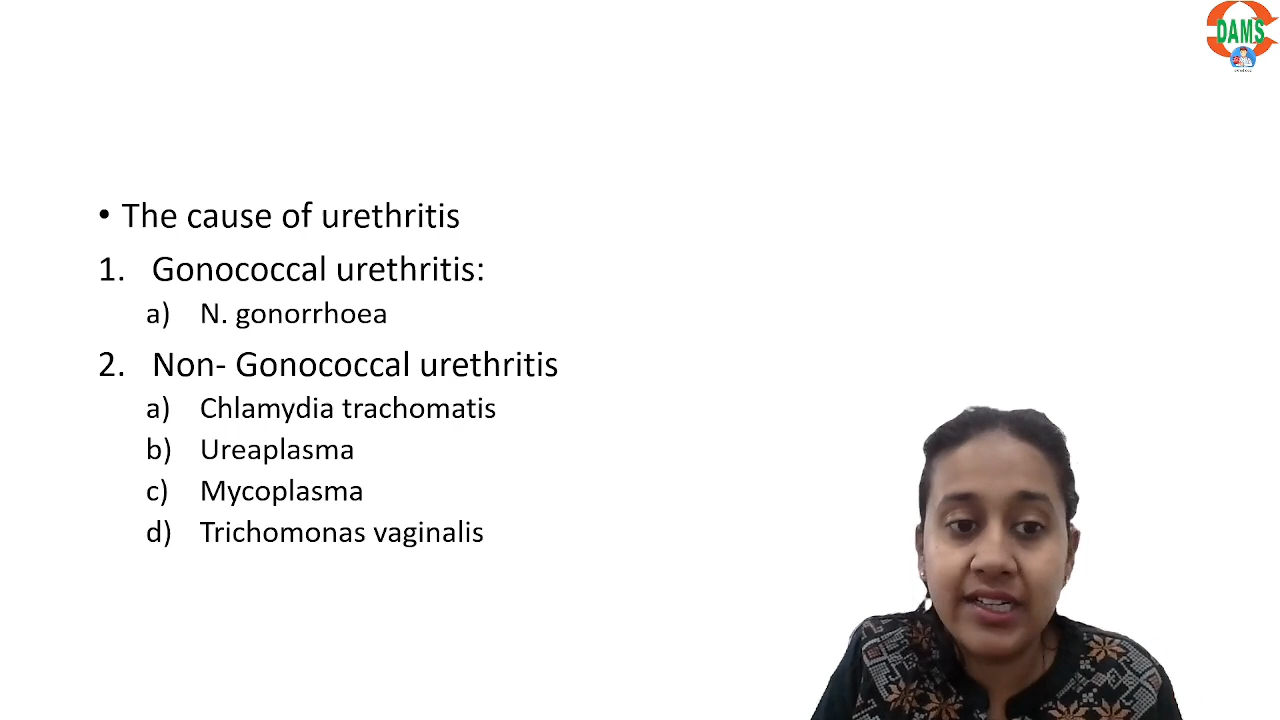 DAMS
• The cause of urethritis
1. Gonococcal urethritis:
a) N. gonorrhoea
2. Non- Gonococcal urethritis
a) Chlamydia trachomatis
b) Ureaplasma
c) Mycoplasma
d) Trichomonas vaginalis